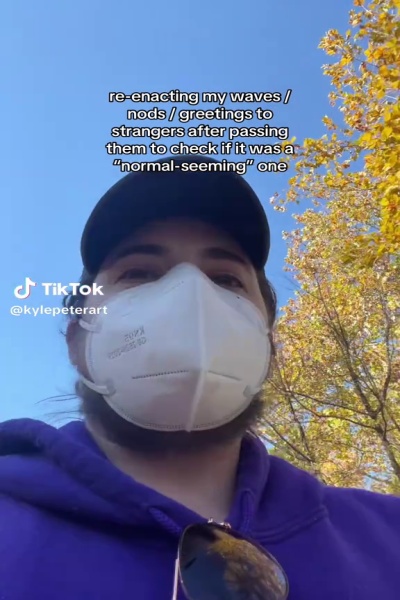 re-enacting my waves /
nods / greetings to
strangers after passing
them to check if it was a
“normal-seeming” one
TikTok
@kylepeterart
KN95